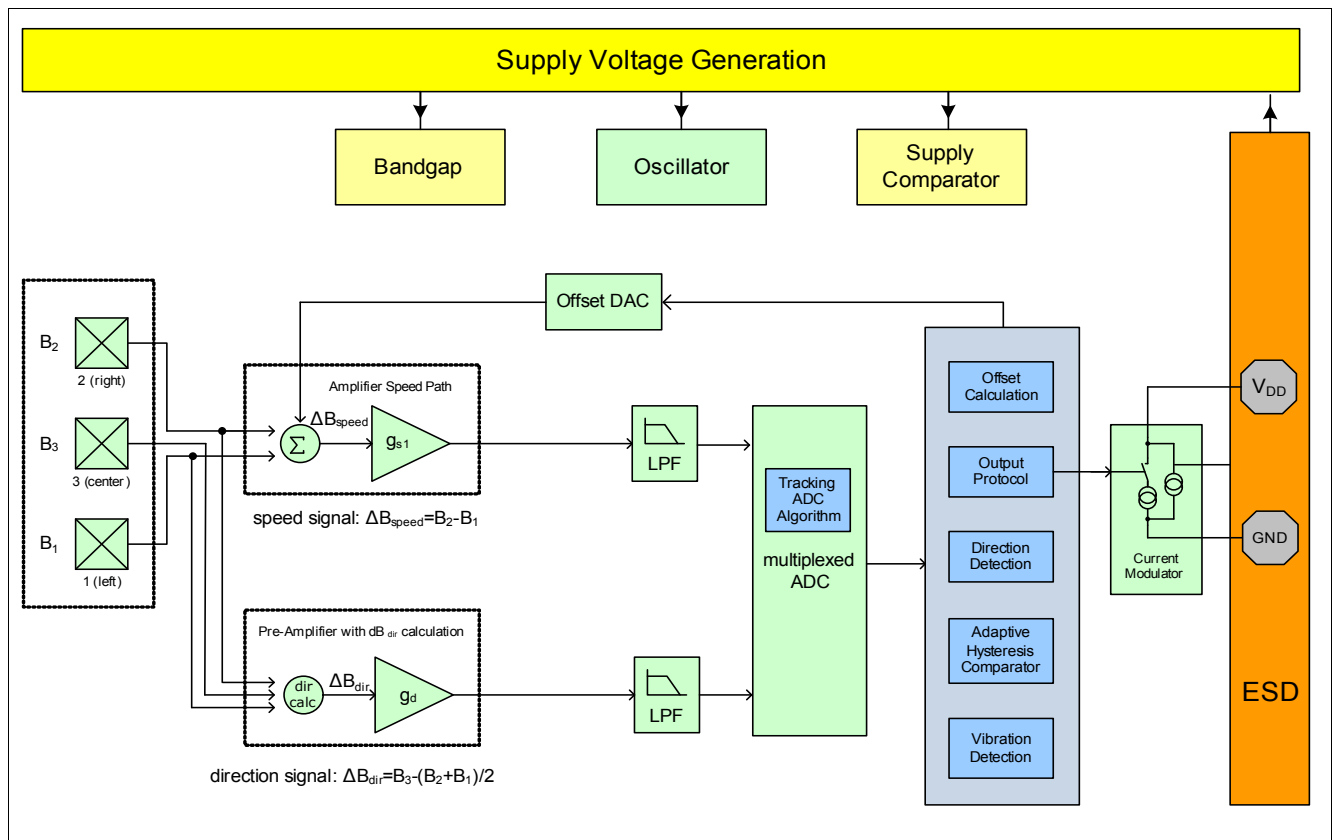 Supply Voltage Generation
Bandgap
Oscillator
Supply
Comparator
Offset DAC
B2
2 (right)
B3
3 (center)
B1
1 (left)
Amplifier Speed Path
ΔBspeed
Σ
gs1
speed signal: ΔBspeed=B2-B1
LPF
Pre-Amplifier with dB dir calculation
dir
calc
ΔBdir
gd
direction signal: ΔBdir=B3-(B2+B1)/2
LPF
Tracking
ADC
Algorithm
multiplexed
ADC
Offset
Calculation
Output
Protocol
Direction
Detection
Adaptive
Hysteresis
Comparator
Vibration
Detection
Current
Modulator
VDD
GND
ESD